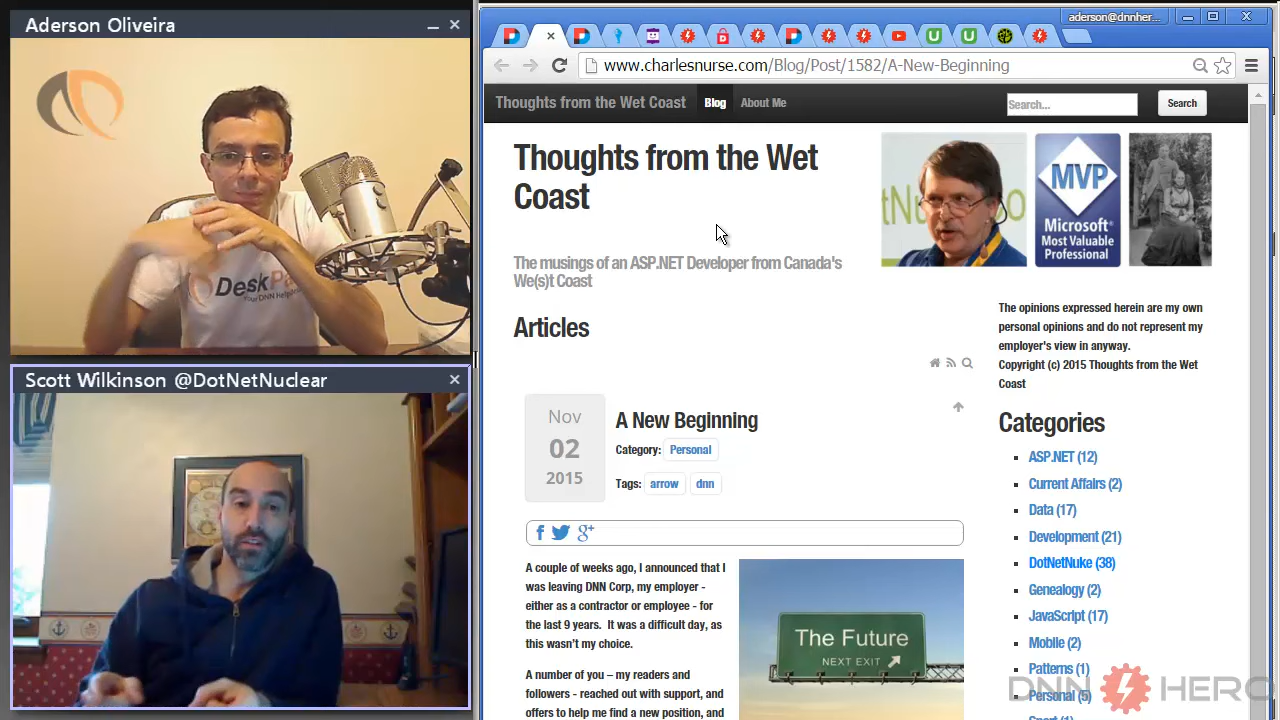 Aderson Oliveira
DeskPa
Your DNN Help
Scott Wilkinson @DotNetNuclear
aderson@dnnher...
www.charlesnurse.com/Blog/Post/1582/A-New-Beginning
Thoughts from the Wet Coast
Blog
About Me
Search...
Search
Thoughts from the Wet
Coast
The musings of an ASP.NET Developer from Canada's
We(s)t Coast
MVP
Microsoft®
Most Valuable
Professional
The opinions expressed herein are my own
personal opinions and do not represent my
employer's view in anyway.
Copyright (c) 2015 Thoughts from the Wet
Coast
Articles
Nov
02
2015
A New Beginning
Category: Personal
Tags: arrow dnn
A couple of weeks ago, I announced that I
was leaving DNN Corp, my employer -
either as a contractor or employee - for
the last 9 years. It was a difficult day, as
this wasn't my choice.
A number of you – my readers and
followers - reached out with support, and
offers to help me find a new position, and
The Future
NEXT EXIT
Categories
ASP.NET (12)
Current Affairs (2)
Data (17)
Development (21)
DotNetNuke (38)
Genealogy (2)
JavaScript (17)
Mobile (2)
Patterns (1)
Personal (5)
Sport (1)
DNN HERO